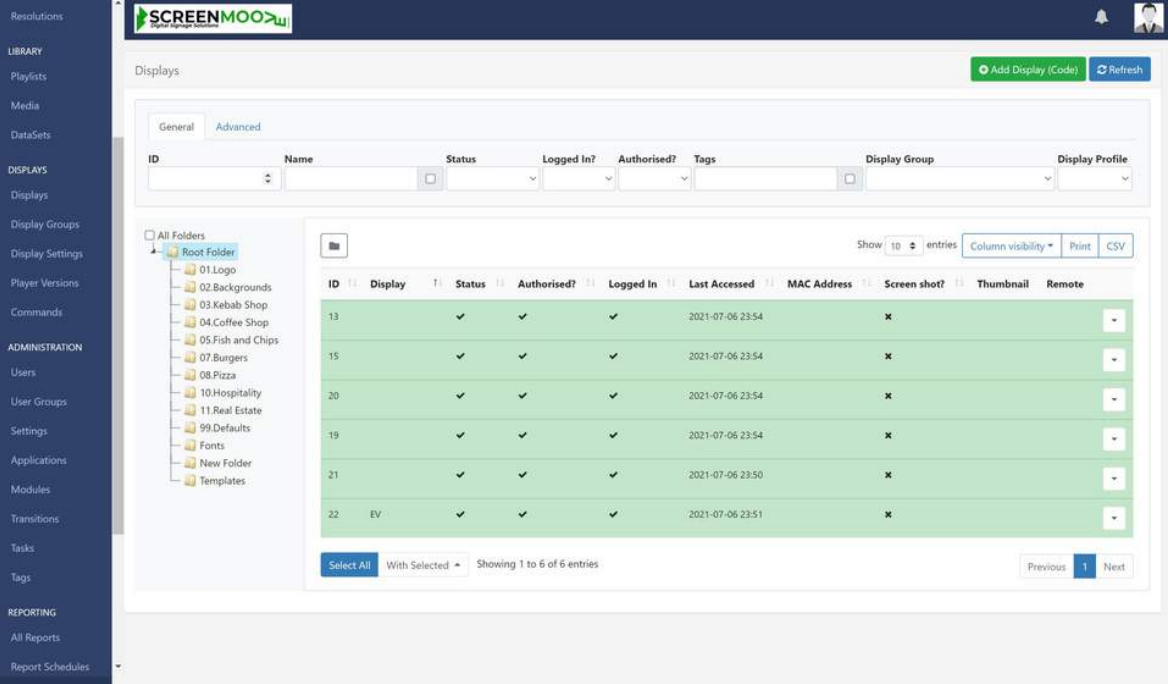 Resolutions
LIBRARY
Playlists
Media
DataSets
DISPLAYS
Displays
Display Groups
Display Settings
Player Versions
Commands
ADMINISTRATION
Users
User Groups
Settings
Applications
Modules
Transitions
Tasks
Tags
REPORTING
All Reports
Report Schedules
SCREENMOOVE
Digital Signage Solutions
Displays
Add Display (Code)
Refresh
General Advanced
ID Name Status Logged In? Authorised? Tags Display Group Display Profile
All Folders
Root Folder
01.Logo
02.Backgrounds
03.Kebab Shop
04.Coffee Shop
05.Fish and Chips
07.Burgers
08.Pizza
10.Hospitality
11.Real Estate
99.Defaults
Fonts
New Folder
Templates
Show 10 entries Column visibility Print CSV
ID Display Status Authorised? Logged In Last Accessed MAC Address Screen shot? Thumbnail Remote
13 2021-07-06 23:54
15 2021-07-06 23:54
20 2021-07-06 23:54
19 2021-07-06 23:54
21 2021-07-06 23:50
22 EV 2021-07-06 23:51
Select All With Selected Showing 1 to 6 of 6 entries Previous 1 Next